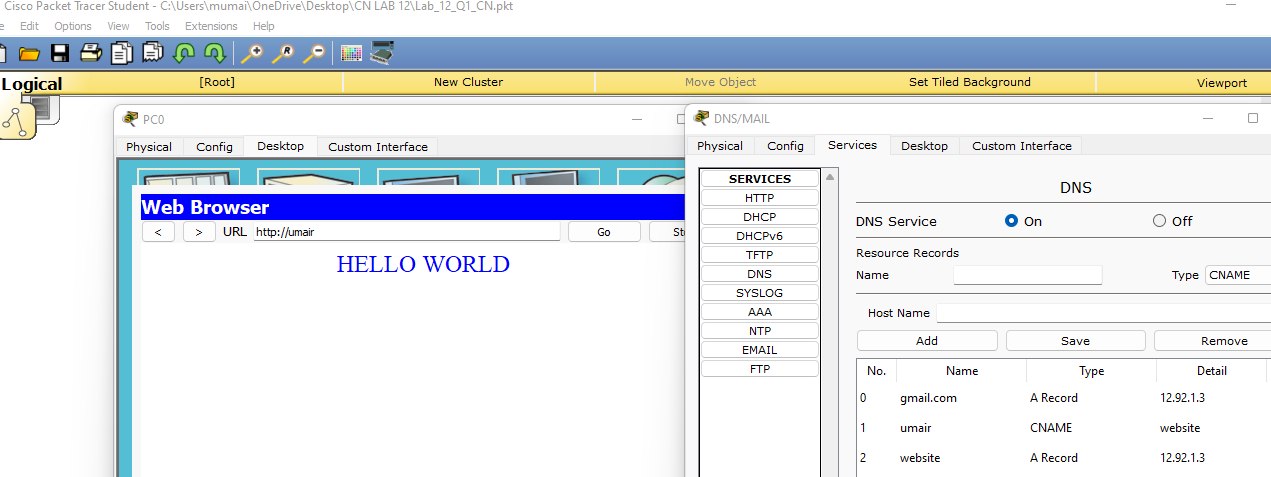 Cisco Packet Tracer Student - C:\Users\mumai\OneDrive\Desktop\CN LAB 12\Lab_12_Q1_CN.pkt
e Edit Options View Tools Extensions Help
Logical [Root] New Cluster Move Object Set Tiled Background Viewport
PC0
Physical Config Desktop Custom Interface
Web Browser
< > URL http://umair Go St
HELLO WORLD
DNS/MAIL
Physical Config Services Desktop Custom Interface
SERVICES
HTTP
DHCP
DHCPv6
TFTP
DNS
SYSLOG
AAA
NTP
EMAIL
FTP
DNS
DNS Service On Off
Resource Records
Name Type CNAME
Host Name
Add Save Remove
No. Name Type Detail
0 gmail.com A Record 12.92.1.3
1 umair CNAME website
2 website A Record 12.92.1.3